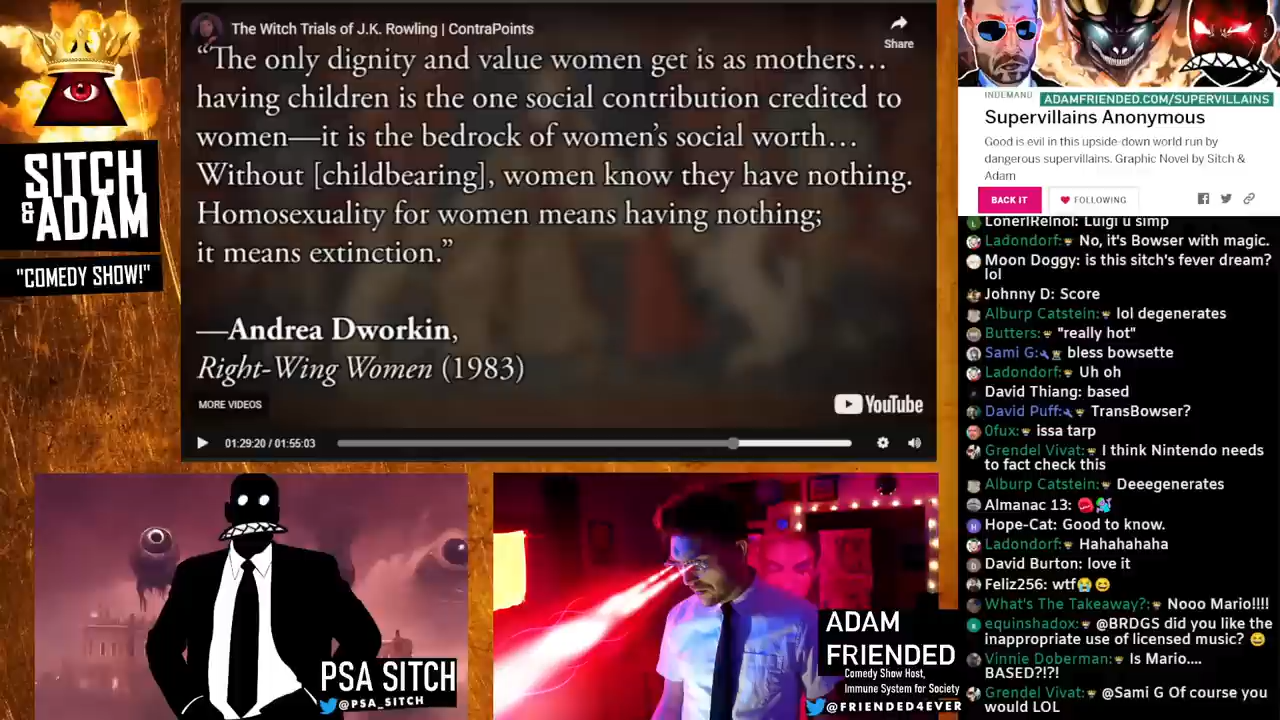 The Witch Trials of J.K. Rowling | ContraPoints
Share
“The only dignity and value women get is as mothers…
having children is the one social contribution credited to
women—it is the bedrock of women’s social worth…
Without [childbearing], women know they have nothing.
Homosexuality for women means having nothing;
it means extinction.”
—Andrea Dworkin,
Right-Wing Women (1983)
MORE VIDEOS
YouTube
01:29:20 / 01:55:03
SITCH
& ADAM
"COMEDY SHOW!"
PSA SITCH
@PSA_SITCH
ADAM
FRIENDED
Comedy Show Host,
Immune System for Society
@FRIENDED4EVER
INDEMAND
ADAMFRIENDED.COM/SUPERVILLAINS
Supervillains Anonymous
Good is evil in this upside-down world run by
dangerous supervillains. Graphic Novel by Sitch &
Adam
BACK IT
FOLLOWING
Luigi u simp
Ladondorf: No, it's Bowser with magic.
Moon Doggy: is this sitch's fever dream?
lol
Johnny D: Score
Alburp Catstein: lol degenerates
Butters: "really hot"
Sami G: bless bowsette
Ladondorf: Uh oh
David Thiang: based
David Puff: TransBowser?
0fux: issa tarp
Grendel Vivat: I think Nintendo needs
to fact check this
Alburp Catstein: Deeegenerates
Almanac 13:
Hope-Cat: Good to know.
Ladondorf: Hahahahaha
David Burton: love it
Feliz256: wtf😭😄
What's The Takeaway?: Nooo Mario!!!!
equinshadox: @BRDGS did you like the
inappropriate use of licensed music? 😅
Vinnie Doberman: Is Mario....
BASED?!?!
Grendel Vivat: @Sami G Of course you
would LOL